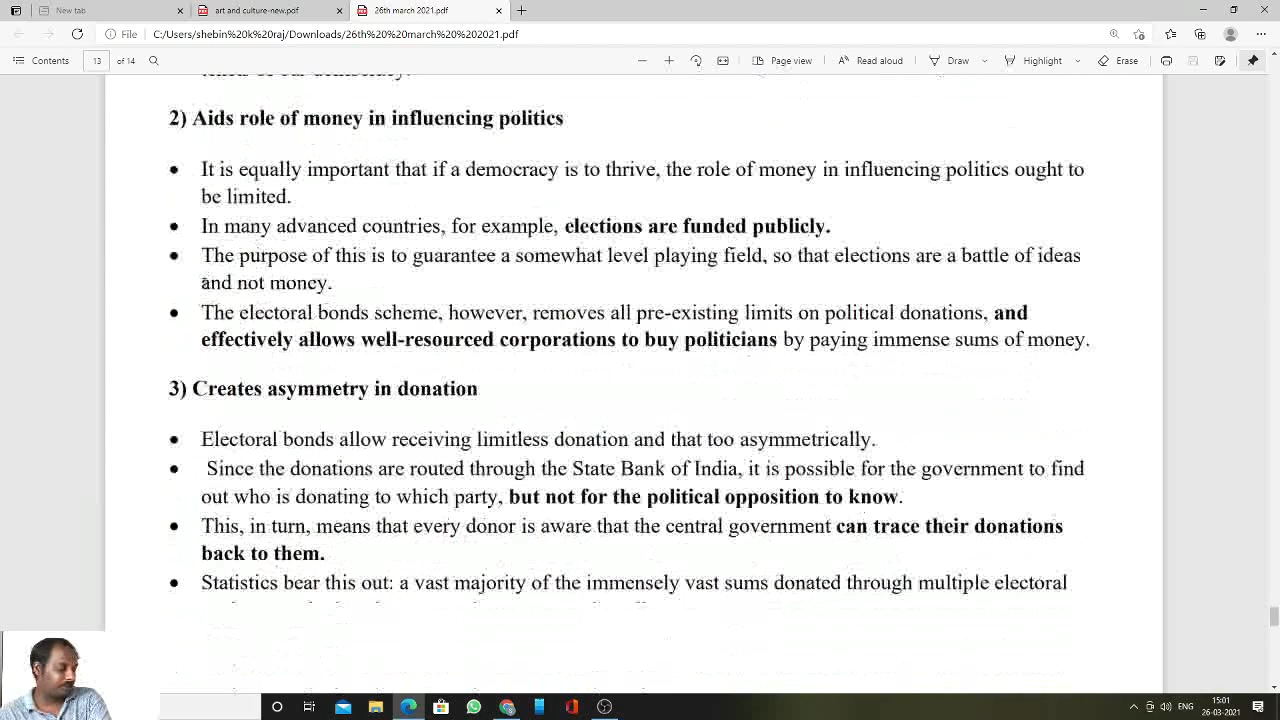 New tab
art and culture-new.pdf
26th march 2021.pdf
File
C:/Users/shebin%20k%20raj/Downloads/26th%20%20march%20%202021.pdf
Contents
13
of 14
Page view
Read aloud
Draw
Highlight
Erase
2) Aids role of money in influencing politics
It is equally important that if a democracy is to thrive, the role of money in influencing politics ought to
be limited.
In many advanced countries, for example, elections are funded publicly.
The purpose of this is to guarantee a somewhat level playing field, so that elections are a battle of ideas
and not money.
The electoral bonds scheme, however, removes all pre-existing limits on political donations, and
effectively allows well-resourced corporations to buy politicians by paying immense sums of money.
3) Creates asymmetry in donation
Electoral bonds allow receiving limitless donation and that too asymmetrically.
Since the donations are routed through the State Bank of India, it is possible for the government to find
out who is donating to which party, but not for the political opposition to know.
This, in turn, means that every donor is aware that the central government can trace their donations
back to them.
Statistics bear this out: a vast majority of the immensely vast sums donated through multiple electoral
ENG
15:01
26-03-2021